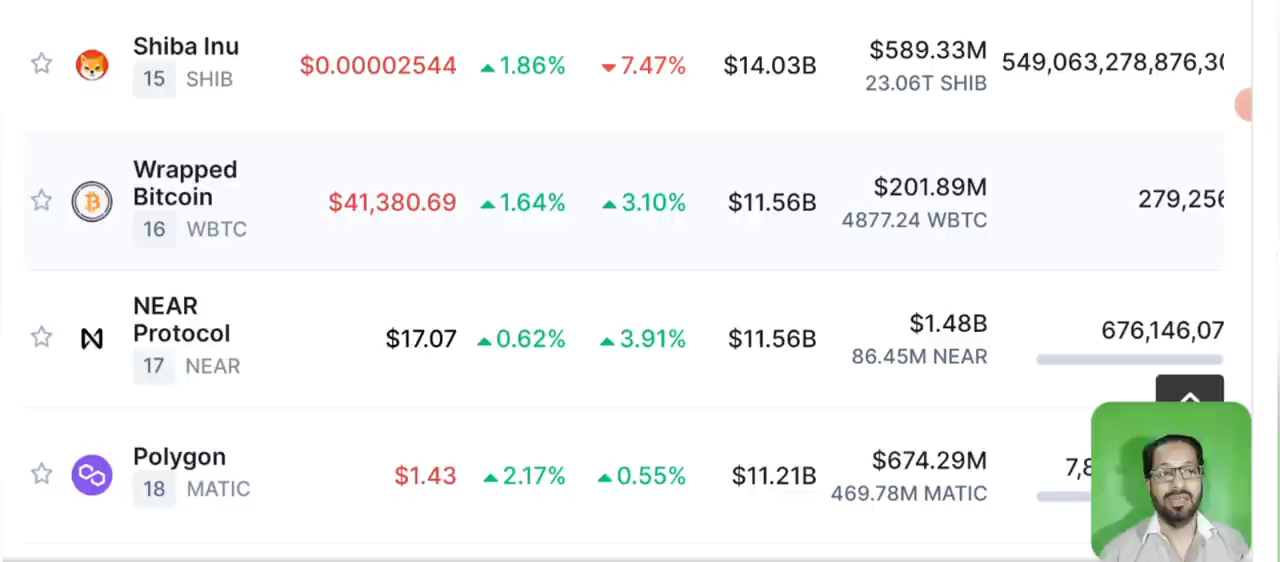 Shiba Inu
15 SHIB
$0.00002544
1.86%
7.47%
$14.03B
$589.33M
23.06T SHIB
549,063,278,876,30
Wrapped
Bitcoin
16 WBTC
$41,380.69
1.64%
3.10%
$11.56B
$201.89M
4877.24 WBTC
279,256
NEAR
Protocol
17 NEAR
$17.07
0.62%
3.91%
$11.56B
$1.48B
86.45M NEAR
676,146,07
Polygon
18 MATIC
$1.43
2.17%
0.55%
$11.21B
$674.29M
469.78M MATIC
7,8